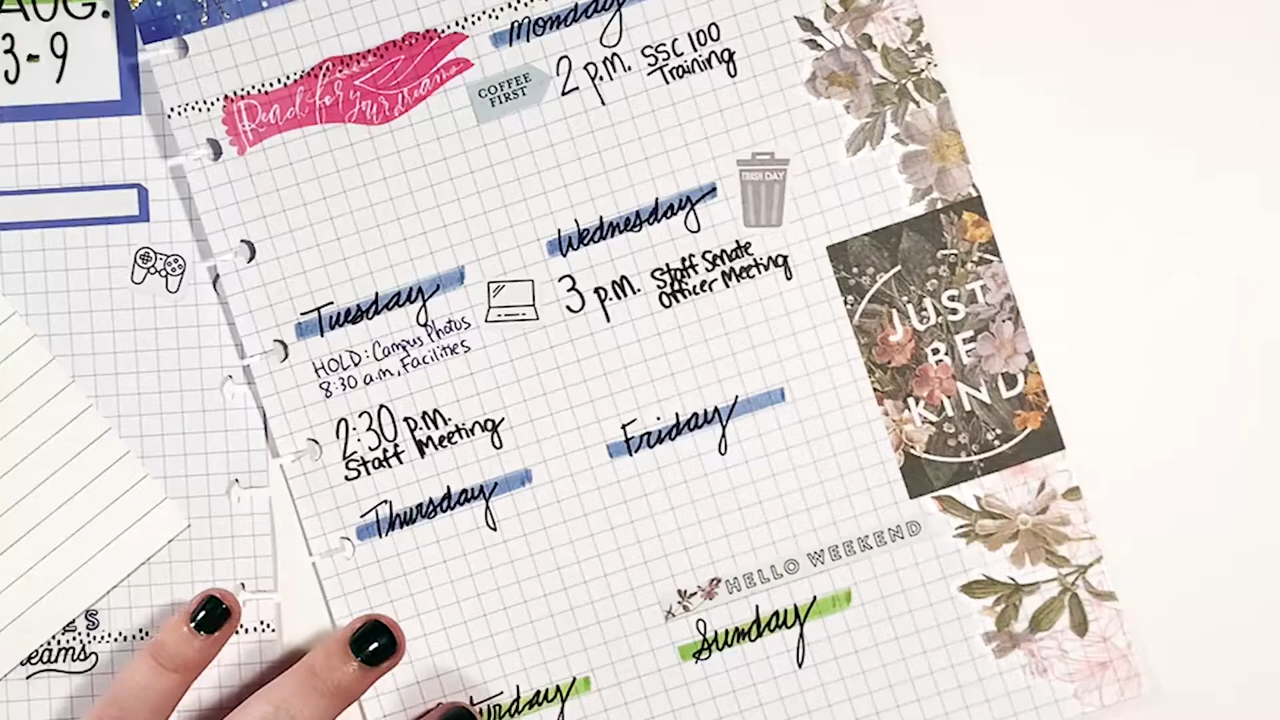 AUG.
3-9
Monday
Read for your dreams
COFFEE
FIRST
2 p.m. SSC 100
Training
TRASH DAY
Wednesday
3 p.m. Staff Senate
Officer Meeting
Tuesday
HOLD: Campus Photos
8:30 a.m, Facilities
2:30 p.m.
Staff Meeting
JUST
BE
KIND
Friday
Thursday
HELLO WEEKEND
Sunday